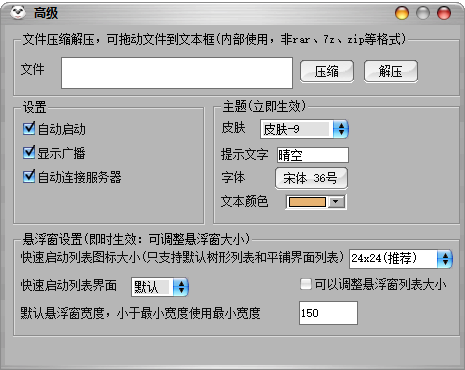 高级
文件压缩解压，可拖动文件到文本框(内部使用，非rar、7z、zip等格式)
文件
压缩
解压
设置
自动启动
显示广播
自动连接服务器
主题(立即生效)
皮肤
皮肤-9
提示文字
晴空
字体
宋体 36号
文本颜色
悬浮窗设置(即时生效：可调整悬浮窗大小)
快速启动列表图标大小(只支持默认树形列表和平铺界面列表)
24x24(推荐)
快速启动列表界面
默认
可以调整悬浮窗列表大小
默认悬浮窗宽度，小于最小宽度使用最小宽度
150